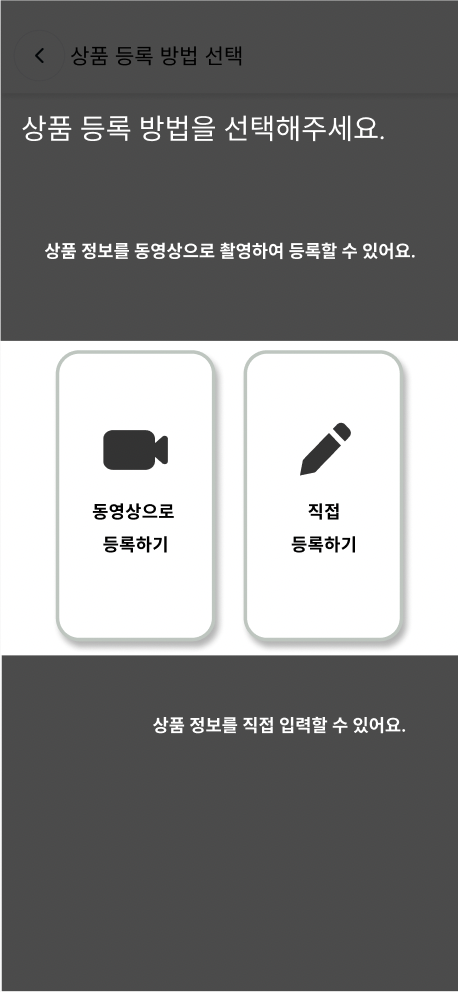 상품 등록 방법 선택
상품 등록 방법을 선택해주세요.
상품 정보를 동영상으로 촬영하여 등록할 수 있어요.
동영상으로
등록하기
직접
등록하기
상품 정보를 직접 입력할 수 있어요.